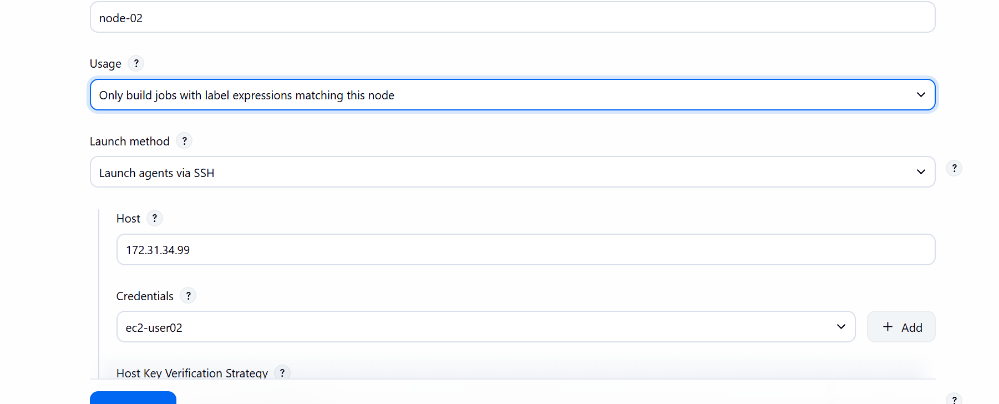 node-02
Usage ?
Only build jobs with label expressions matching this node
Launch method ?
Launch agents via SSH
?
Host ?
172.31.34.99
Credentials ?
ec2-user02
+ Add
Host Key Verification Strategy ?
?